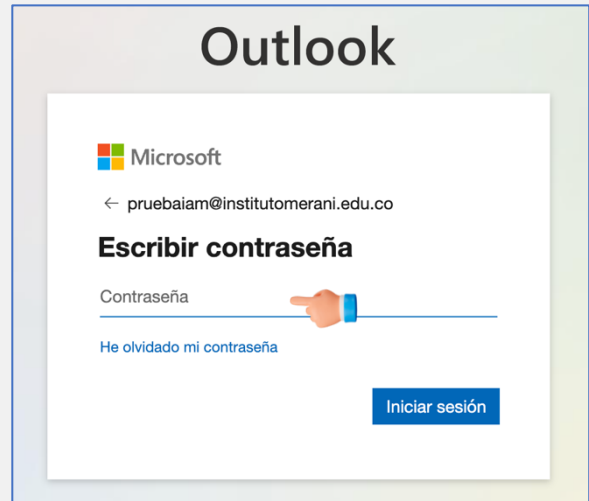 Outlook
Microsoft
← pruebaiam@institutomerani.edu.co
Escribir contraseña
Contraseña
He olvidado mi contraseña
Iniciar sesión